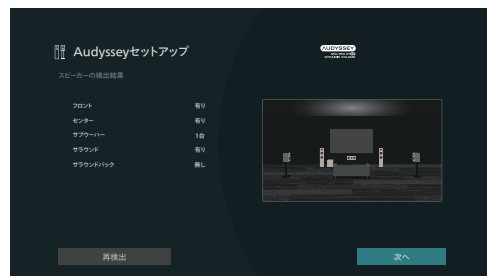 Audysseyセットアップ
AUDYSSEY
DYNAMIC VOLUME
スピーカーの検出結果
フロント 有り
センター 有り
サブウーハー 1台
サラウンド 有り
サラウンドバック 無し
再検出
次へ